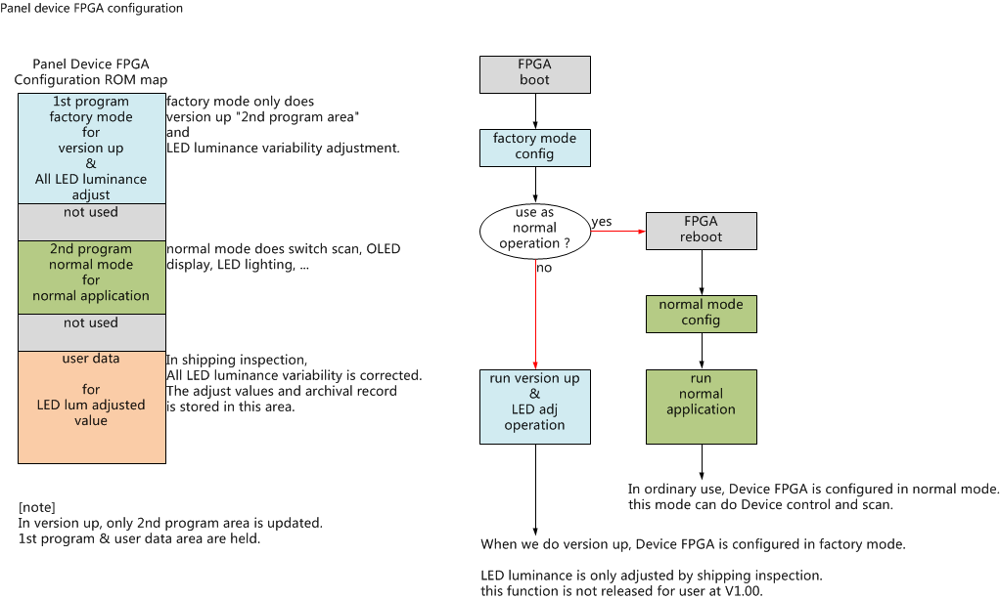 Panel device FPGA configuration
Panel Device FPGA
Configuration ROM map
1st program
factory mode
for
version up
&
All LED luminance
adjust
factory mode only does
version up "2nd program area"
and
LED luminance variability adjustment.
not used
2nd program
normal mode
for
normal application
normal mode does switch scan, OLED
display, LED lighting, ...
not used
user data
for
LED lum adjusted
value
In shipping inspection,
All LED luminance variability is corrected.
The adjust values and archival record
is stored in this area.
[note]
In version up, only 2nd program area is updated.
1st program & user data area are held.
FPGA
boot
factory mode
config
use as
normal
operation ?
yes
no
FPGA
reboot
normal mode
config
run version up
&
LED adj
operation
run
normal
application
In ordinary use, Device FPGA is configured in normal mode.
this mode can do Device control and scan.
When we do version up, Device FPGA is configured in factory mode.
LED luminance is only adjusted by shipping inspection.
this function is not released for user at V1.00.